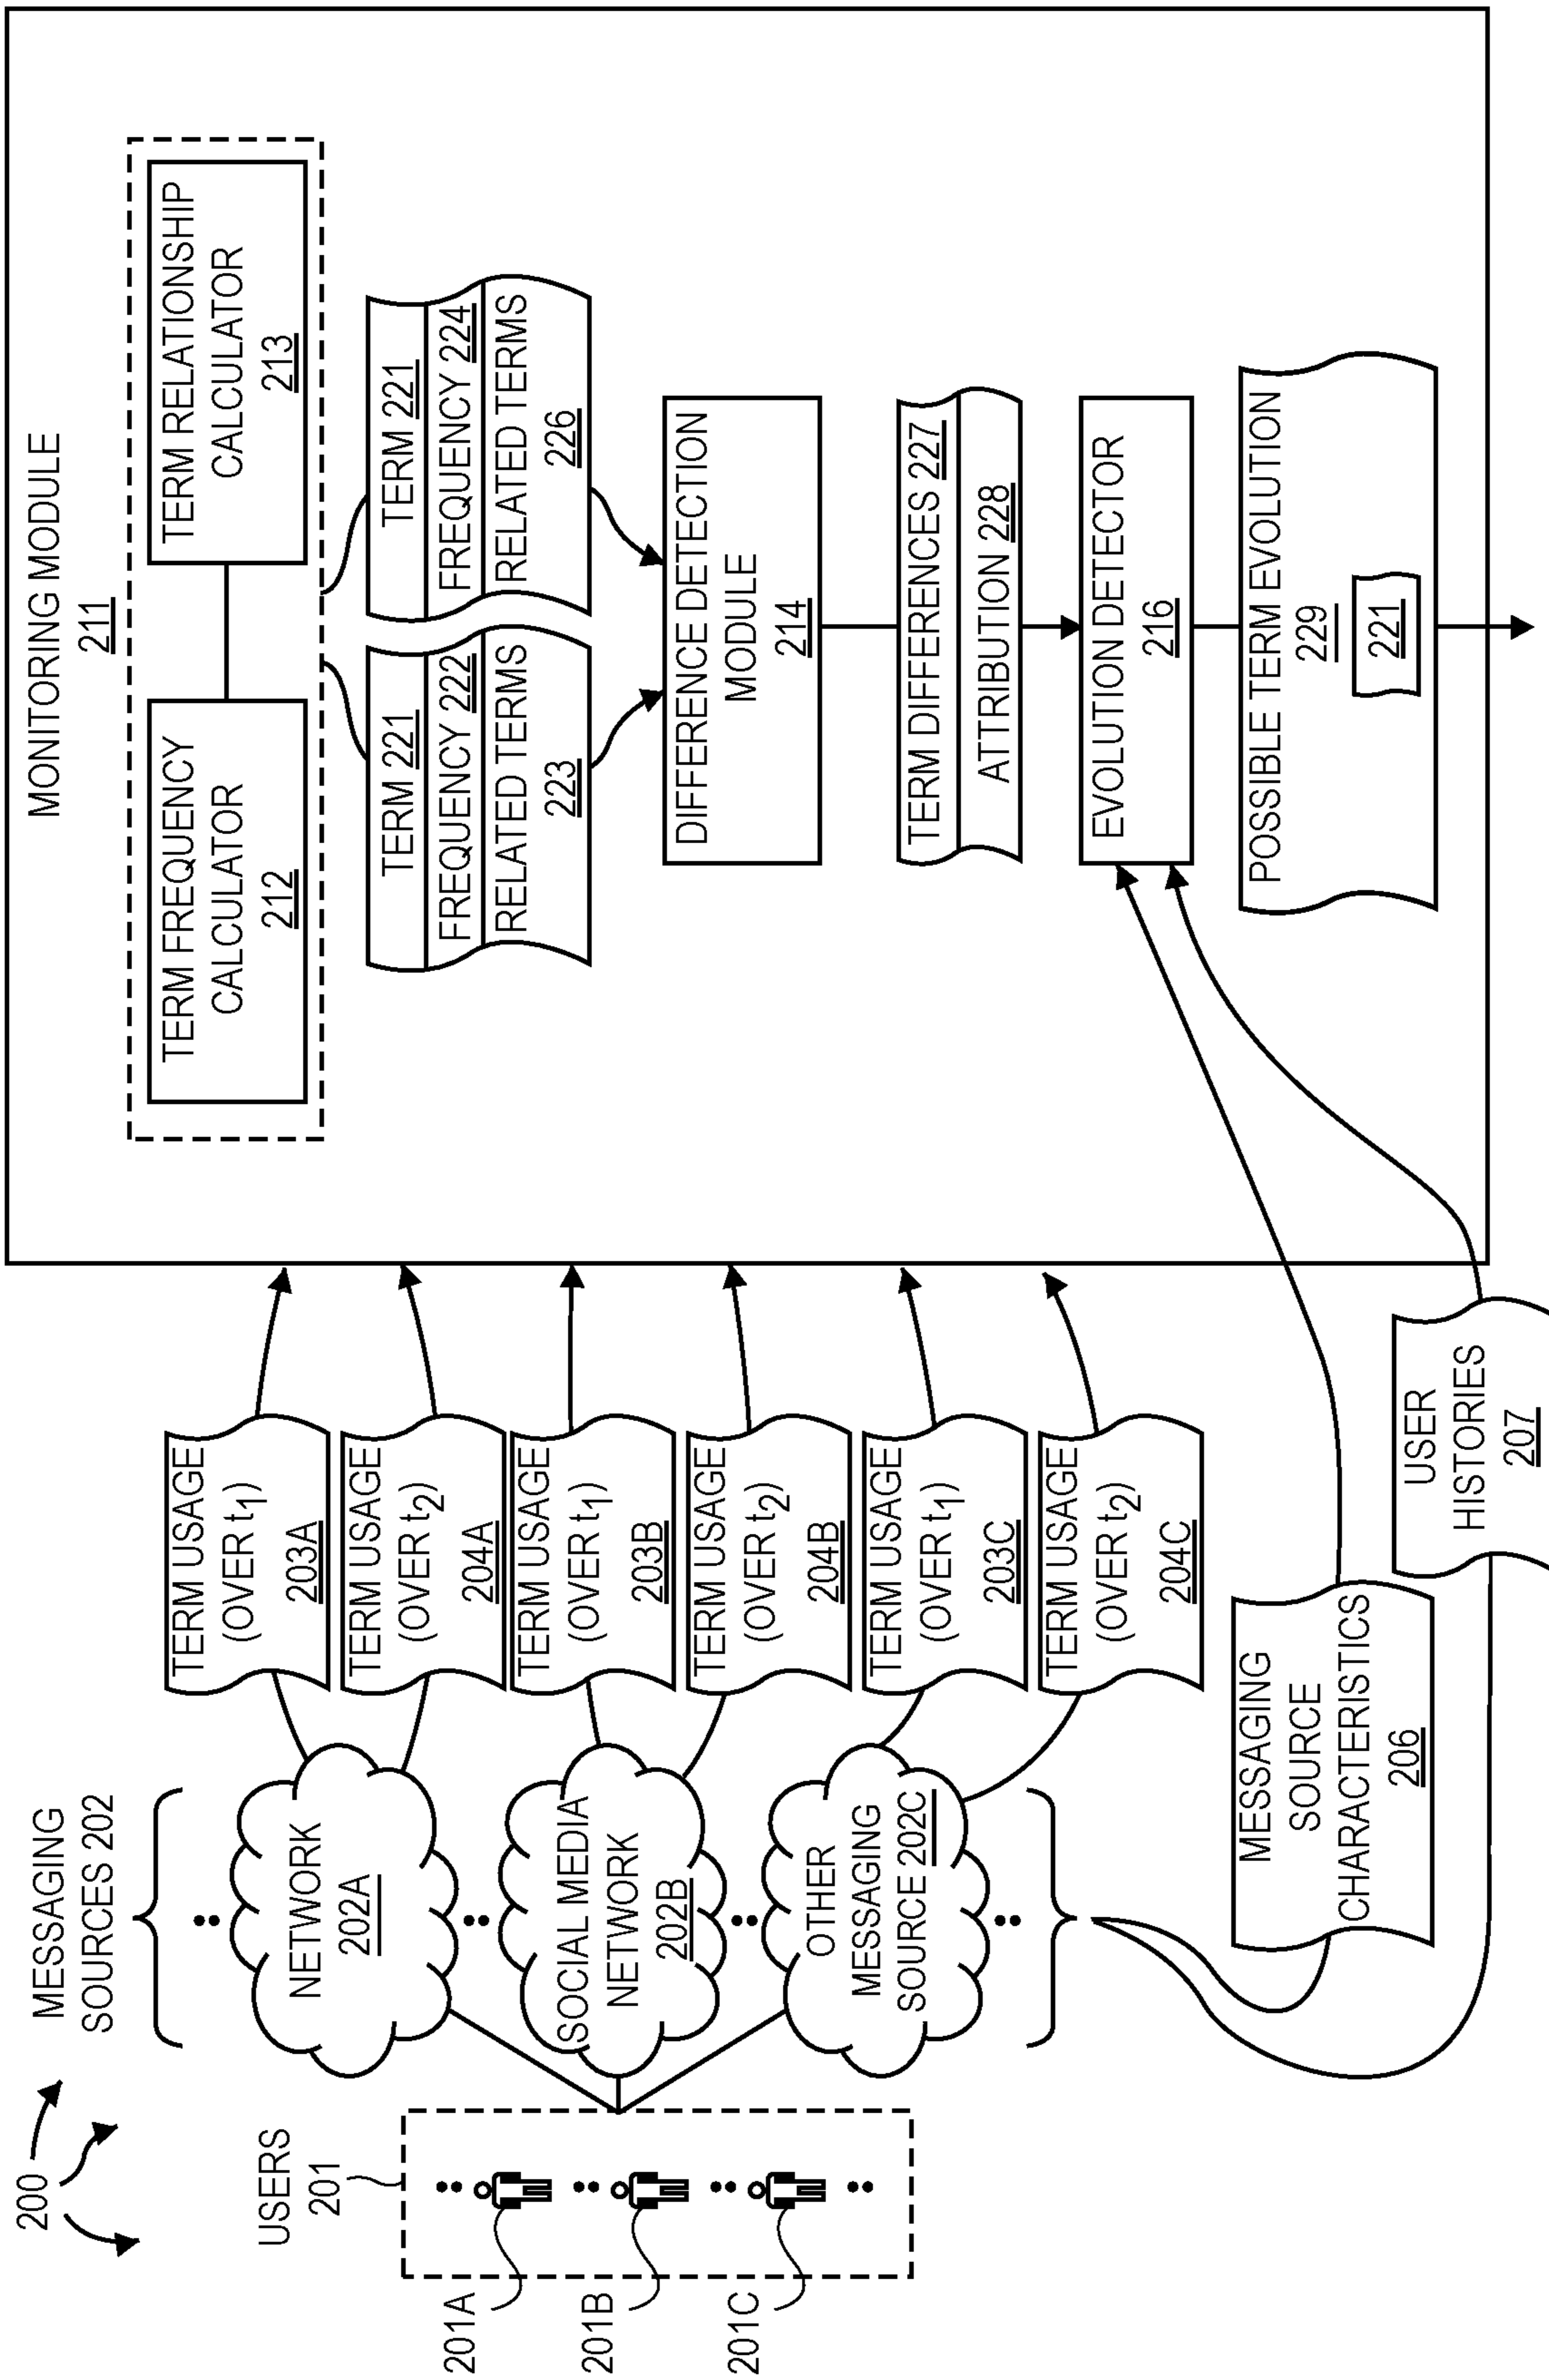 200
USERS
201
201A
201B
201C
MESSAGING
SOURCES 202
NETWORK
202A
SOCIAL MEDIA
NETWORK
202B
OTHER
MESSAGING
SOURCE 202C
TERM USAGE
(OVER t1)
203A
TERM USAGE
(OVER t2)
204A
TERM USAGE
(OVER t1)
203B
TERM USAGE
(OVER t2)
204B
TERM USAGE
(OVER t1)
203C
TERM USAGE
(OVER t2)
204C
MESSAGING
SOURCE
CHARACTERISTICS
206
USER
HISTORIES
207
MONITORING MODULE
211
TERM FREQUENCY
CALCULATOR
212
TERM RELATIONSHIP
CALCULATOR
213
TERM 221
FREQUENCY 222
RELATED TERMS
223
TERM 221
FREQUENCY 224
RELATED TERMS
226
DIFFERENCE DETECTION
MODULE
214
TERM DIFFERENCES 227
ATTRIBUTION 228
EVOLUTION DETECTOR
216
POSSIBLE TERM EVOLUTION
229
221